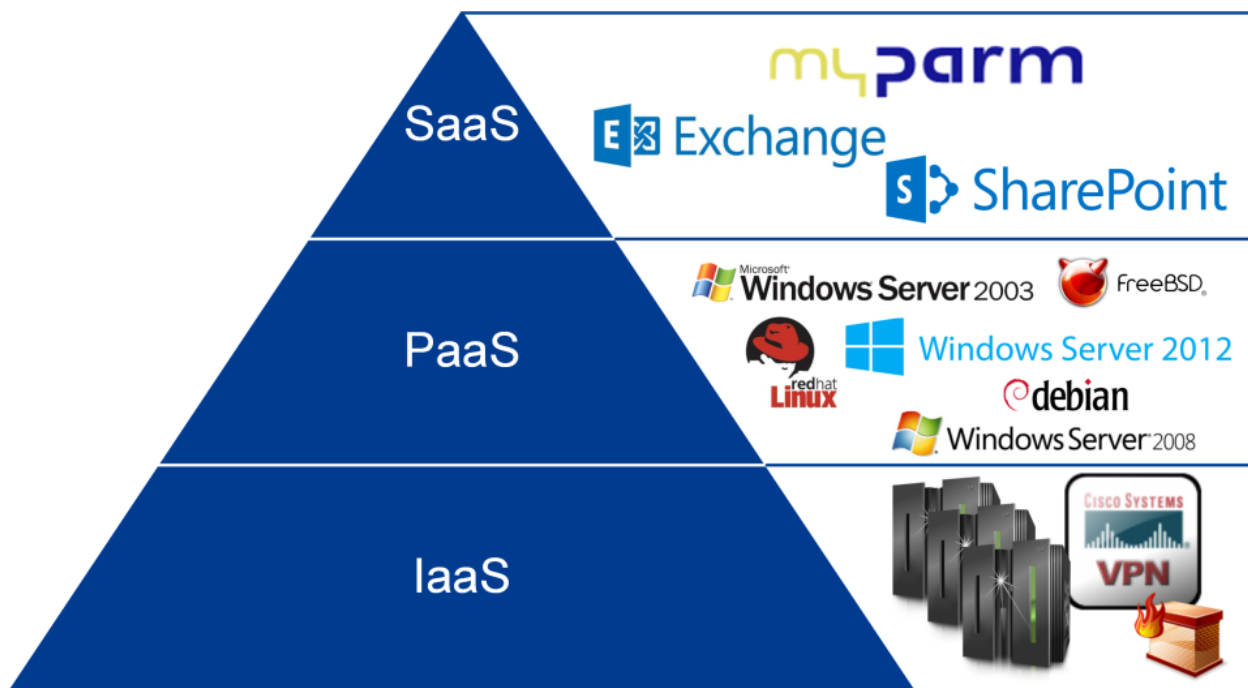 SaaS
myparm
E Exchange
S SharePoint
PaaS
Microsoft®
Windows Server 2003
FreeBSD®
redhat
Linux
Windows Server 2012
debian
Windows Server® 2008
IaaS
CISCO SYSTEMS
VPN